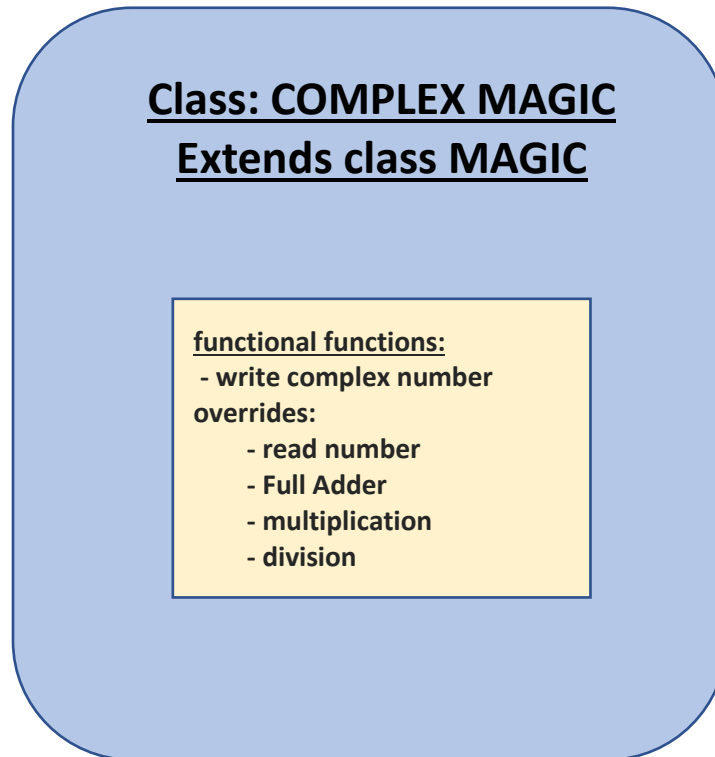 Class: COMPLEX MAGIC
Extends class MAGIC
functional functions:
- write complex number
overrides:
- read number
- Full Adder
- multiplication
- division